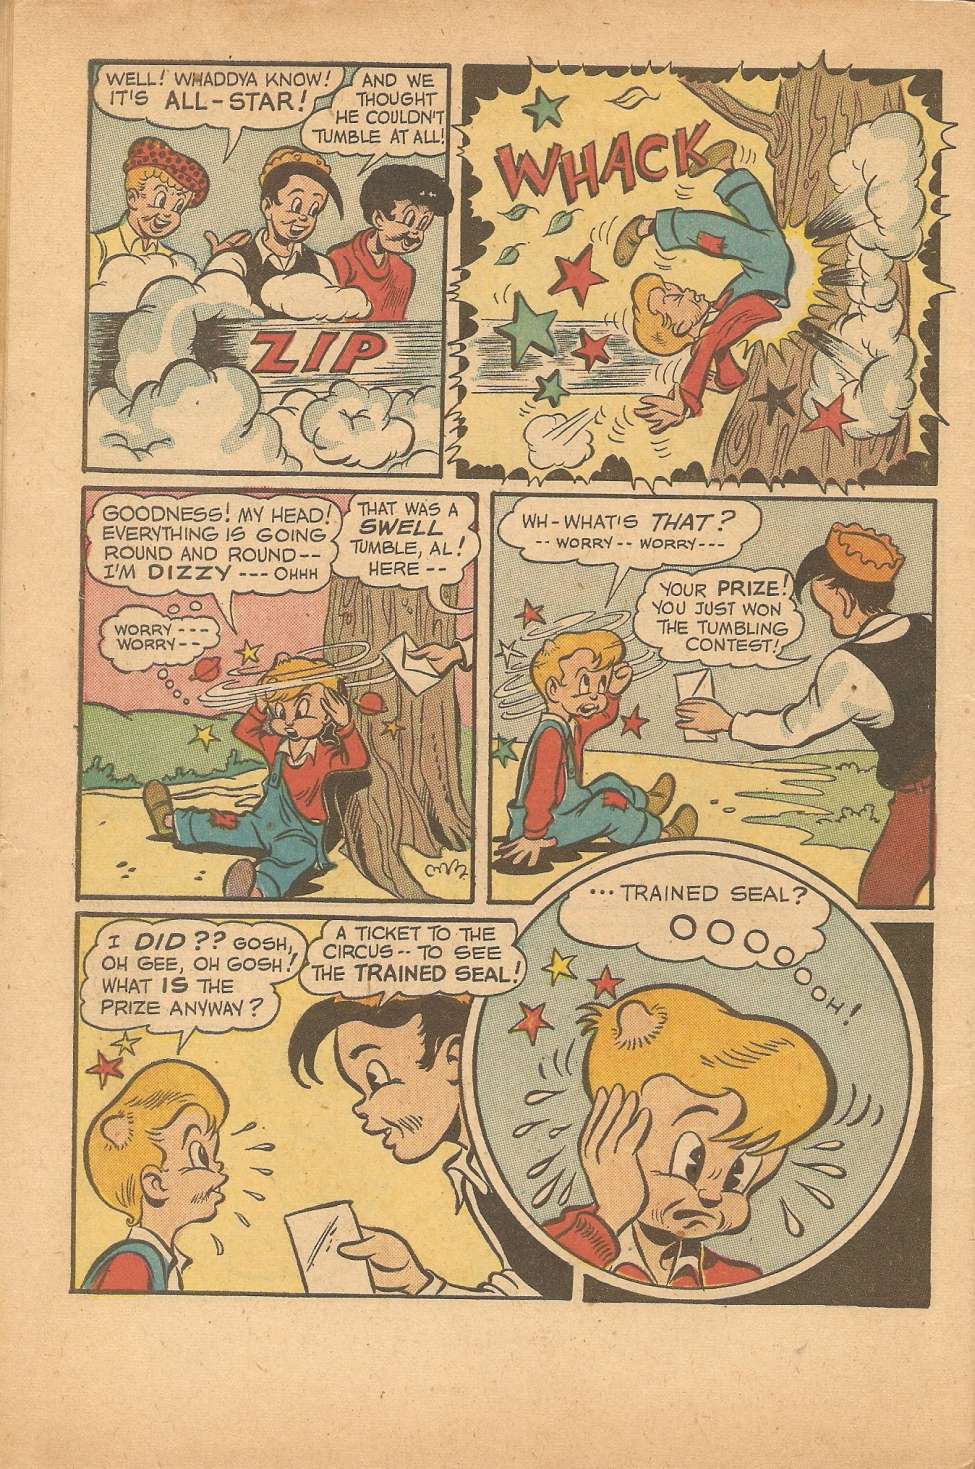 WELL! WHADDYA KNOW!
IT'S ALL-STAR!
AND WE
THOUGHT
HE COULDN'T
TUMBLE AT ALL!
ZIP
WHACK
GOODNESS! MY HEAD!
EVERYTHING IS GOING
ROUND AND ROUND--
I'M DIZZY --- OHHH
THAT WAS A
SWELL
TUMBLE, AL!
HERE --
WORRY ---
WORRY--
WH-WHAT'S THAT?
-- WORRY -- WORRY---
YOUR PRIZE!
YOU JUST WON
THE TUMBLING
CONTEST!
I DID?? GOSH,
OH GEE, OH GOSH!
WHAT IS THE
PRIZE ANYWAY?
A TICKET TO THE
CIRCUS-- TO SEE
THE TRAINED SEAL!
...TRAINED SEAL?
OOOOOOOH!